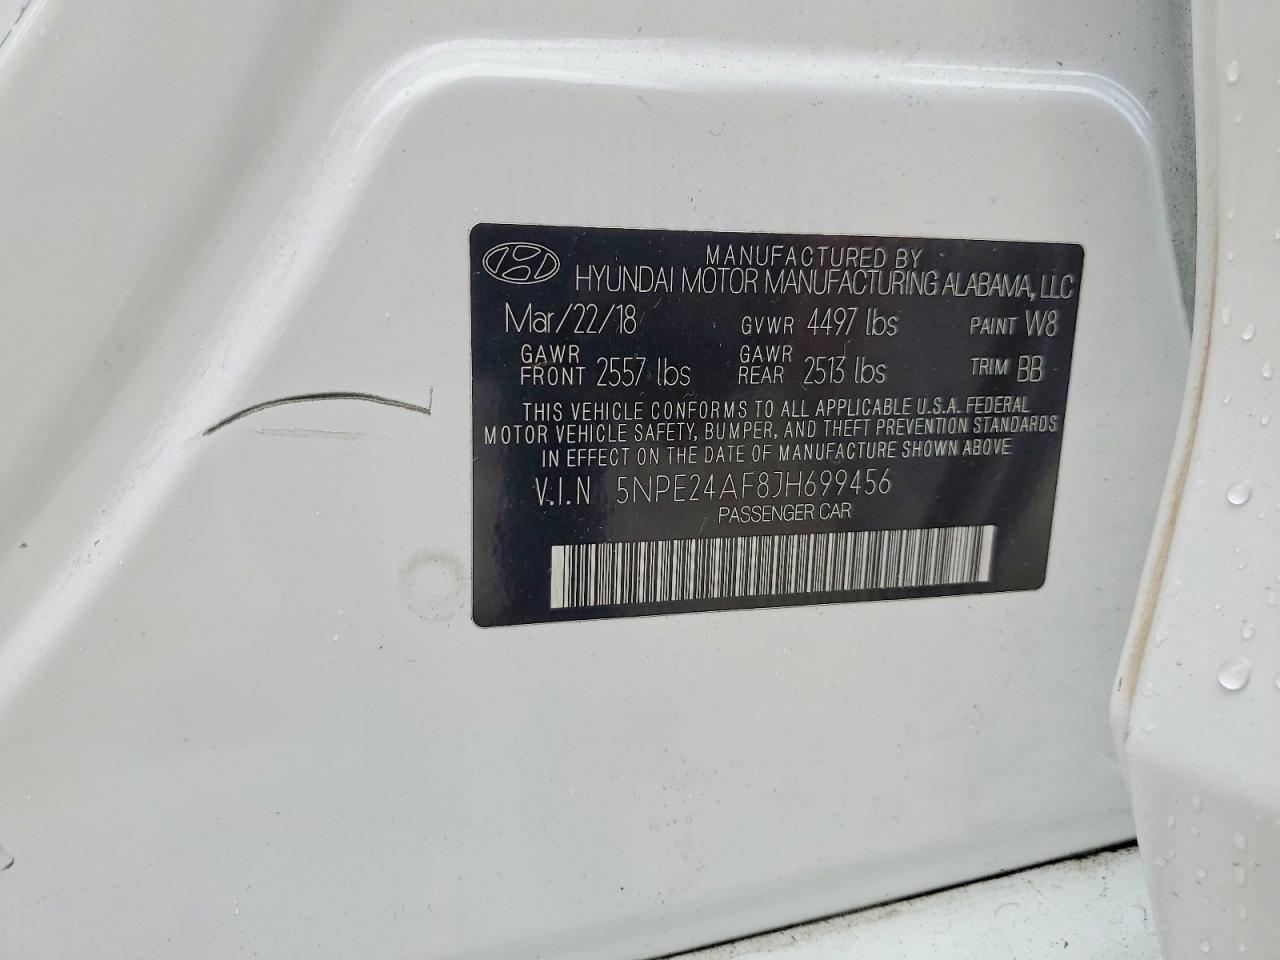 MANUFACTURED BY
HYUNDAI MOTOR MANUFACTURING ALABAMA, LLC
Mar/22/18 GVWR 4497 lbs PAINT W8
GAWR FRONT 2557 lbs GAWR REAR 2513 lbs TRIM BB
THIS VEHICLE CONFORMS TO ALL APPLICABLE U.S.A. FEDERAL
MOTOR VEHICLE SAFETY, BUMPER, AND THEFT PREVENTION STANDARDS
IN EFFECT ON THE DATE OF MANUFACTURE SHOWN ABOVE
V.I.N 5NPE24AF8JH699456
PASSENGER CAR